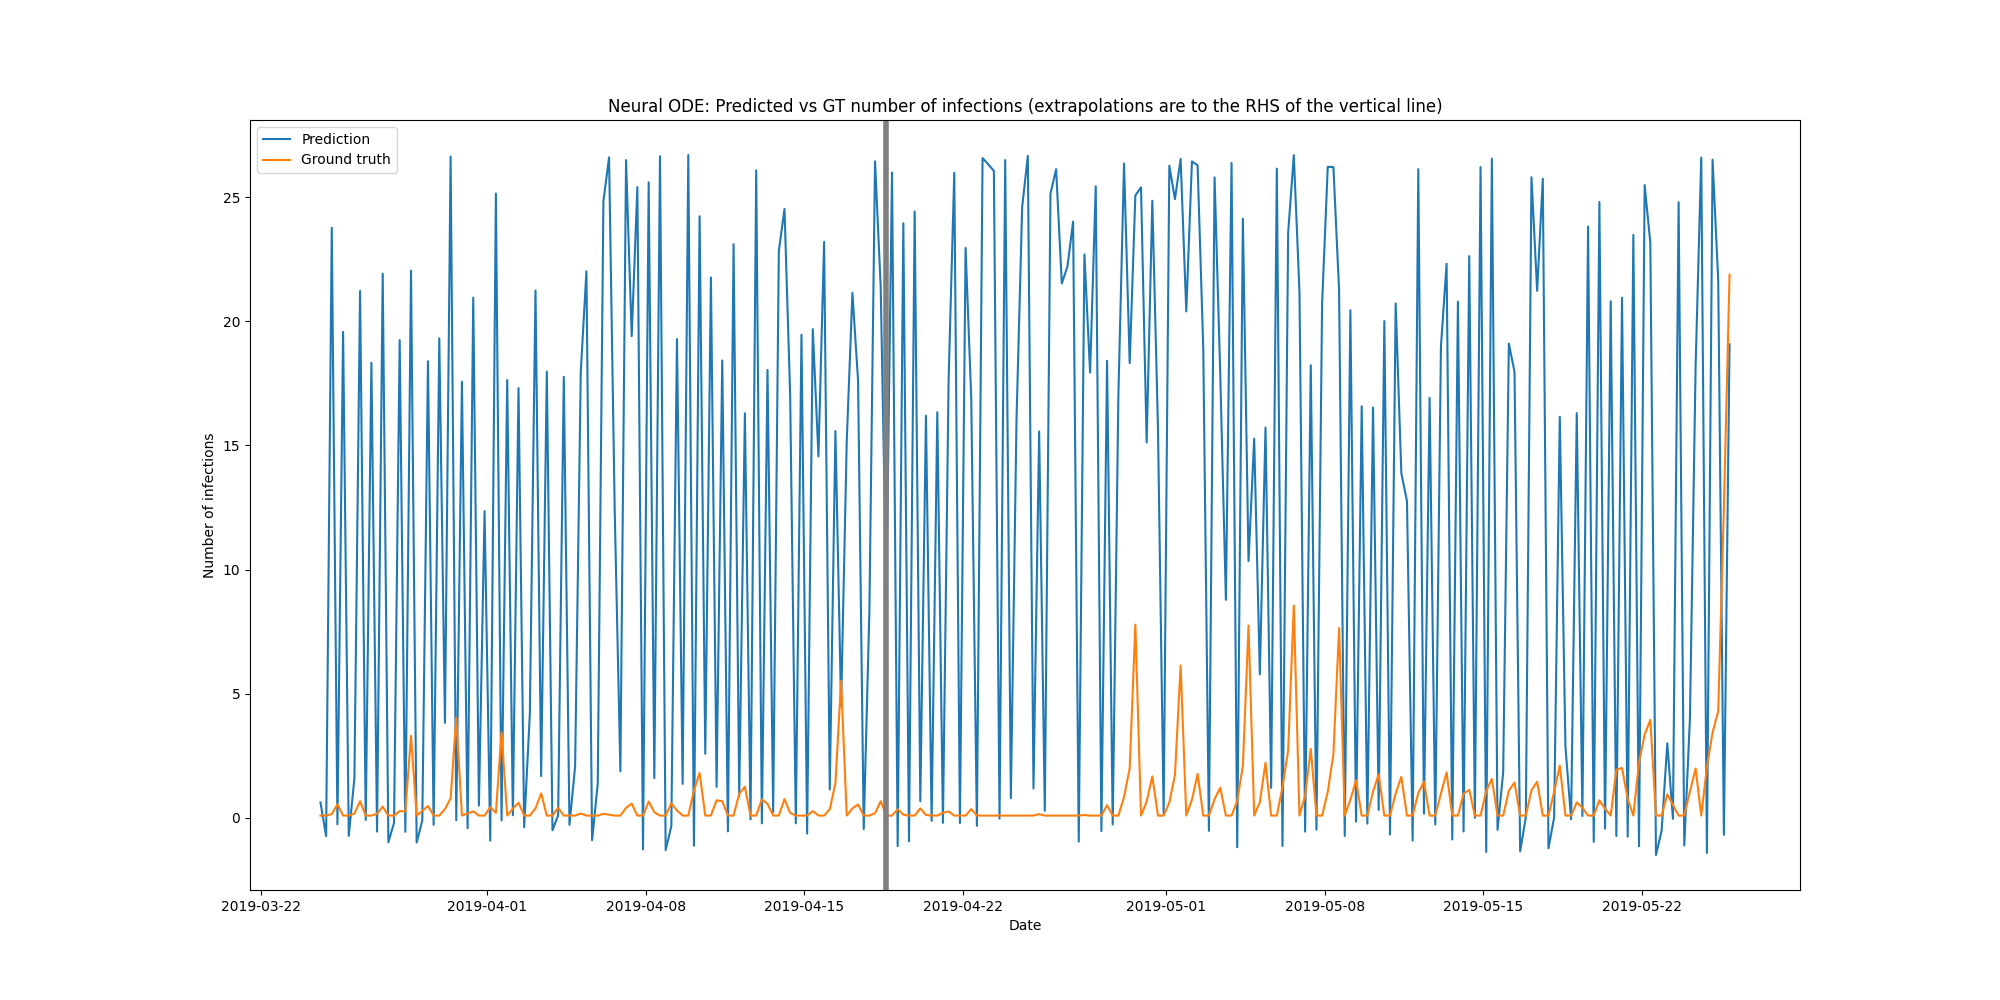 Neural ODE: Predicted vs GT number of infections (extrapolations are to the RHS of the vertical line)
Prediction
Ground truth
Number of infections
25
20
15
10
5
0
2019-03-22 2019-04-01 2019-04-08 2019-04-15 2019-04-22 2019-05-01 2019-05-08 2019-05-15 2019-05-22
Date